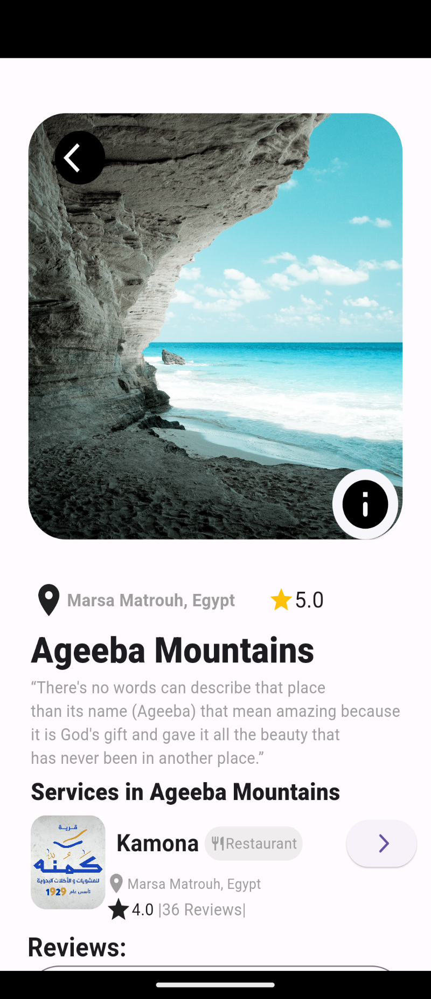 Marsa Matrouh, Egypt
5.0
Ageeba Mountains
“There's no words can describe that place
than its name (Ageeba) that mean amazing because
it is God's gift and gave it all the beauty that
has never been in another place.”
Services in Ageeba Mountains
قرية
كمنه
للمشويات و الأكلات البدوية
1929 تأسس عام
Kamona
Restaurant
Marsa Matrouh, Egypt
4.0 |36 Reviews|
Reviews: